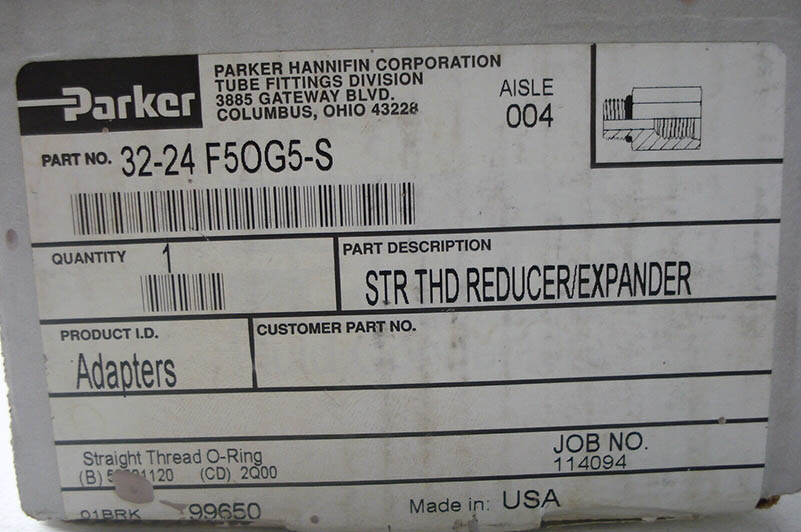 Parker
PARKER HANNIFIN CORPORATION
TUBE FITTINGS DIVISION
3885 GATEWAY BLVD.
COLUMBUS, OHIO 43228
AISLE
004
PART NO. 32-24 F5OG5-S
QUANTITY 1
PART DESCRIPTION
STR THD REDUCER/EXPANDER
PRODUCT I.D.
Adapters
CUSTOMER PART NO.
Straight Thread O-Ring
(B) (CD) 2Q00
JOB NO.
114094
01BRK 99650
Made in: USA